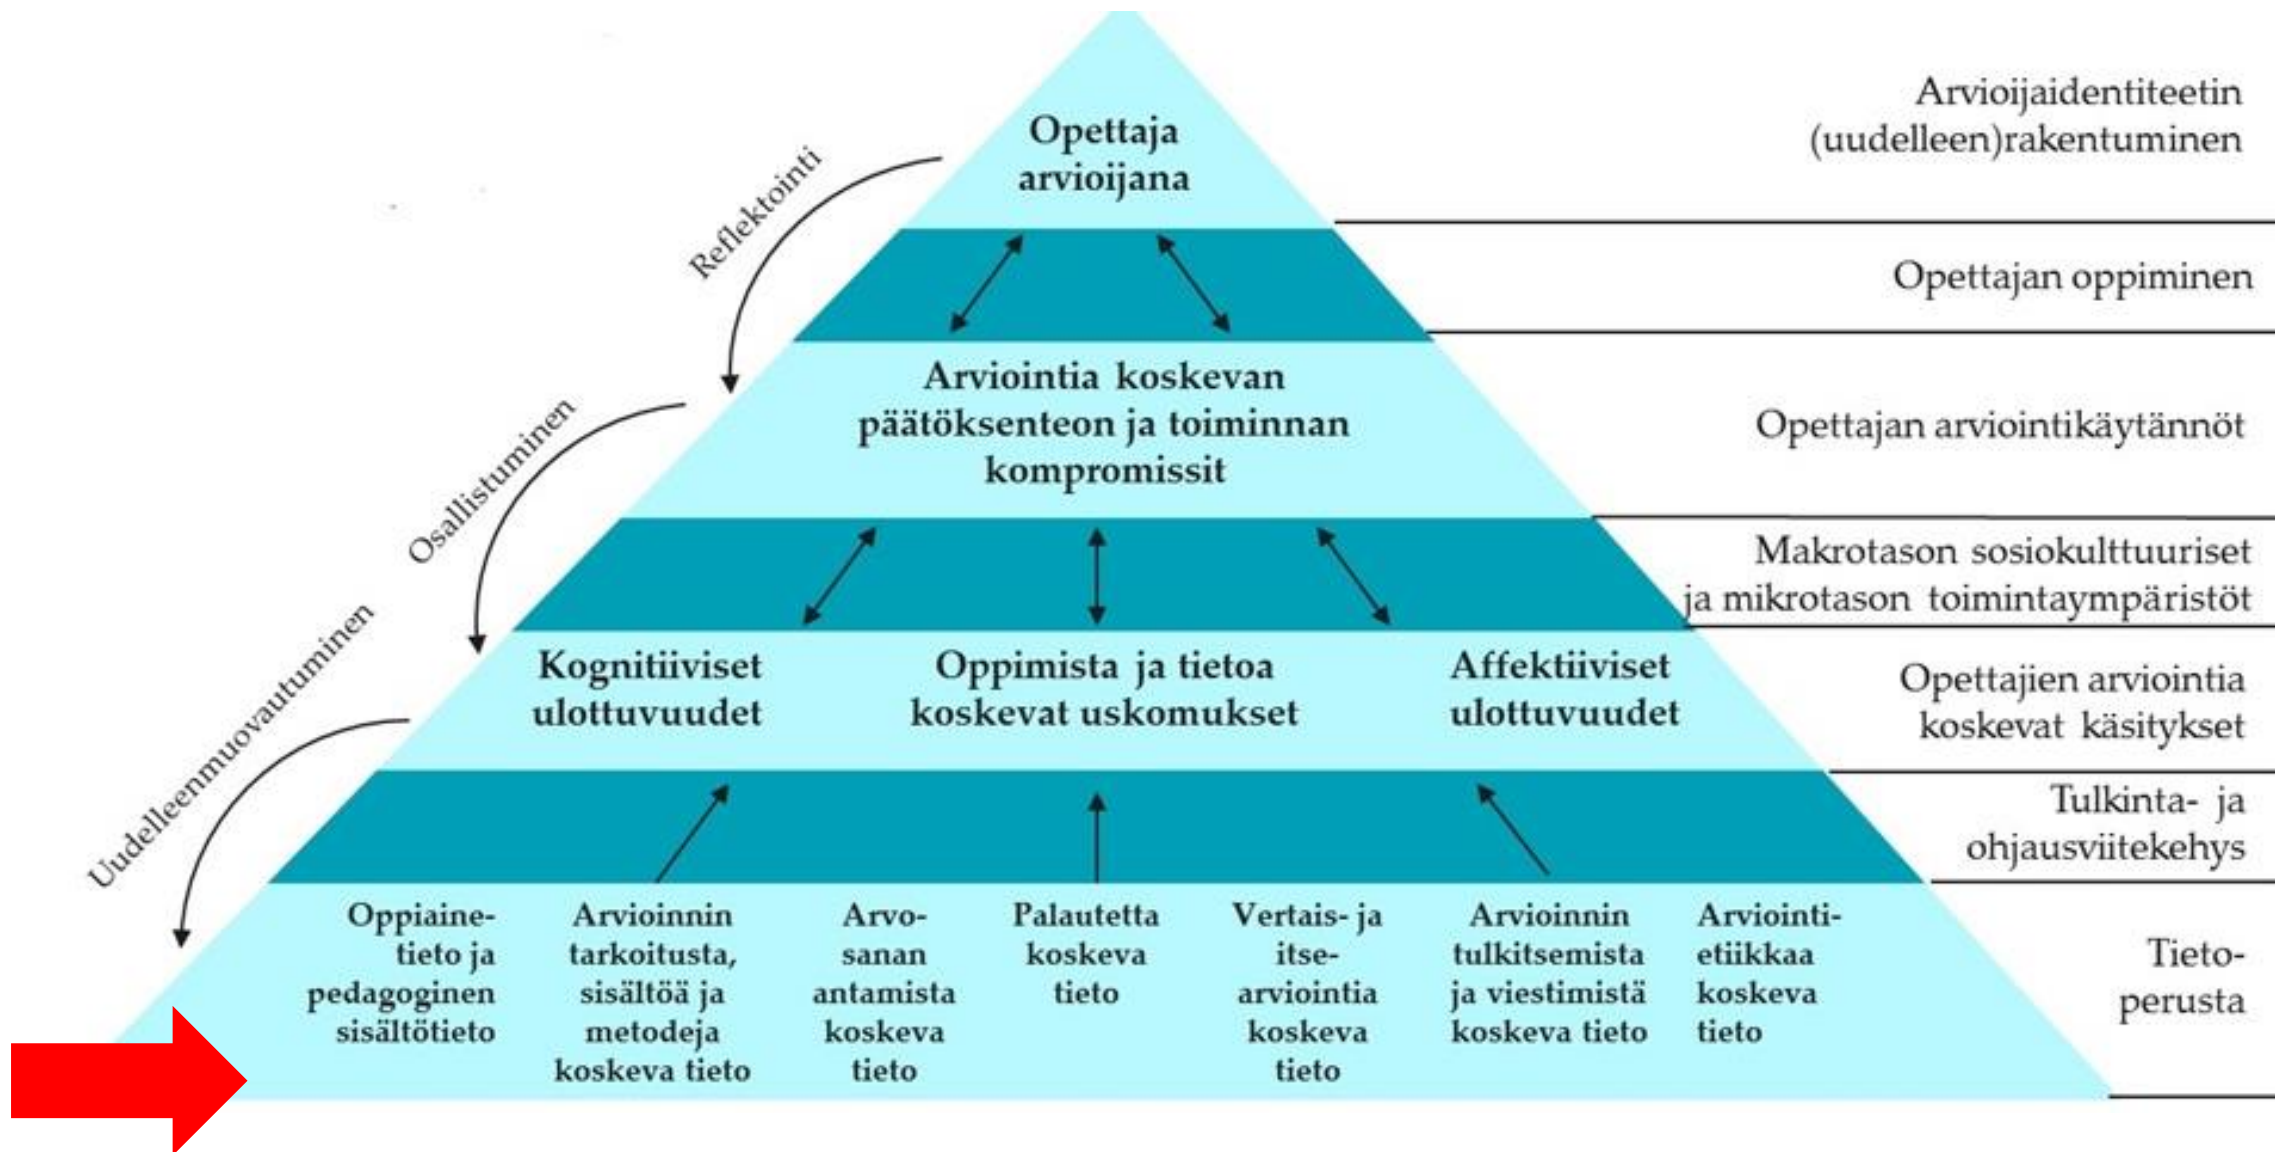 Opettaja
arvioijana
Arvioijaidentiteetin
(uudelleen)rakentuminen
Reflektointi
Opettajan oppiminen
Arviointia koskevan
päätöksenteon ja toiminnan
kompromissit
Opettajan arviointikäytännöt
Osallistuminen
Makrotason sosiokulttuuriset
ja mikrotason toimintaympäristöt
Kognitiiviset
ulottuvuudet
Oppimista ja tietoa
koskevat uskomukset
Affektiiviset
ulottuvuudet
Opettajien arviointia
koskevat käsitykset
Uudelleenmuovautuminen
Tulkinta- ja
ohjausviitekehys
Oppiaine-
tieto ja
pedagoginen
sisältötieto
Arvioinnin
tarkoitusta,
sisältöä ja
metodeja
koskeva tieto
Arvo-
sanan
antamista
koskeva
tieto
Palautetta
koskeva
tieto
Vertais- ja
itse-
arviointia
koskeva
tieto
Arvioinnin
tulkitsemista
ja viestimistä
koskeva tieto
Arviointi-
etiikkaa
koskeva
tieto
Tieto-
perusta